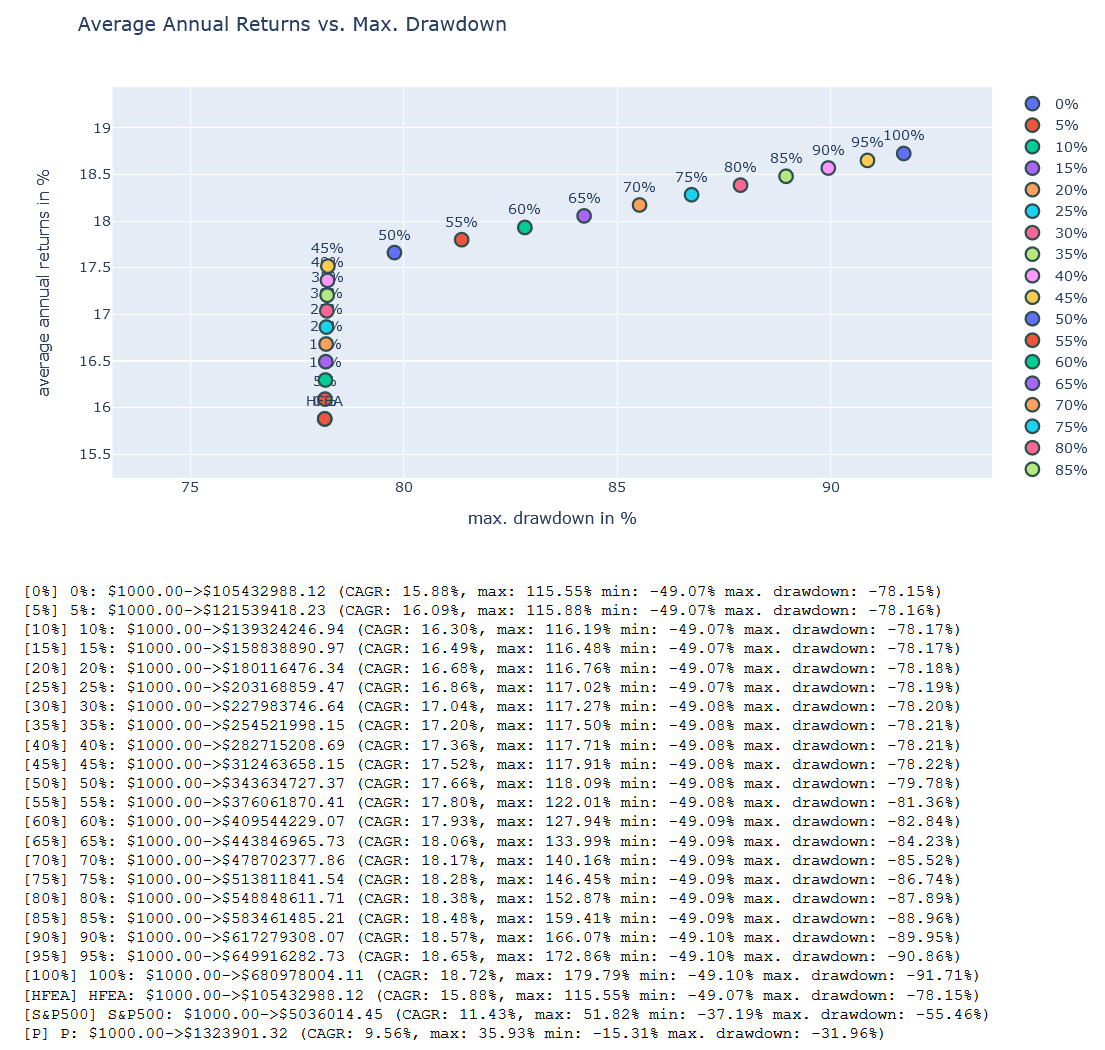 Average Annual Returns vs. Max. Drawdown
average annual returns in %
19
18.5
18
17.5
17
16.5
16
15.5
45%
50%
55%
60%
65%
70%
75%
80%
85%
90%
95%
100%
HFEA
75
80
85
90
max. drawdown in %
0%
5%
10%
15%
20%
25%
30%
35%
40%
45%
50%
55%
60%
65%
70%
75%
80%
85%
[0%] 0%: $1000.00->$105432988.12 (CAGR: 15.88%, max: 115.55% min: -49.07% max. drawdown: -78.15%)
[5%] 5%: $1000.00->$121539418.23 (CAGR: 16.09%, max: 115.88% min: -49.07% max. drawdown: -78.16%)
[10%] 10%: $1000.00->$139324246.94 (CAGR: 16.30%, max: 116.19% min: -49.07% max. drawdown: -78.17%)
[15%] 15%: $1000.00->$158838890.97 (CAGR: 16.49%, max: 116.48% min: -49.07% max. drawdown: -78.17%)
[20%] 20%: $1000.00->$180116476.34 (CAGR: 16.68%, max: 116.76% min: -49.07% max. drawdown: -78.18%)
[25%] 25%: $1000.00->$203168859.47 (CAGR: 16.86%, max: 117.02% min: -49.07% max. drawdown: -78.19%)
[30%] 30%: $1000.00->$227983746.64 (CAGR: 17.04%, max: 117.27% min: -49.08% max. drawdown: -78.20%)
[35%] 35%: $1000.00->$254521998.15 (CAGR: 17.20%, max: 117.50% min: -49.08% max. drawdown: -78.21%)
[40%] 40%: $1000.00->$282715208.69 (CAGR: 17.36%, max: 117.71% min: -49.08% max. drawdown: -78.21%)
[45%] 45%: $1000.00->$312463658.15 (CAGR: 17.52%, max: 117.91% min: -49.08% max. drawdown: -78.22%)
[50%] 50%: $1000.00->$343634727.37 (CAGR: 17.66%, max: 118.09% min: -49.08% max. drawdown: -79.78%)
[55%] 55%: $1000.00->$376061870.41 (CAGR: 17.80%, max: 122.01% min: -49.08% max. drawdown: -81.36%)
[60%] 60%: $1000.00->$409544229.07 (CAGR: 17.93%, max: 127.94% min: -49.09% max. drawdown: -82.84%)
[65%] 65%: $1000.00->$443846965.73 (CAGR: 18.06%, max: 133.99% min: -49.09% max. drawdown: -84.23%)
[70%] 70%: $1000.00->$478702377.86 (CAGR: 18.17%, max: 140.16% min: -49.09% max. drawdown: -85.52%)
[75%] 75%: $1000.00->$513811841.54 (CAGR: 18.28%, max: 146.45% min: -49.09% max. drawdown: -86.74%)
[80%] 80%: $1000.00->$548848611.71 (CAGR: 18.38%, max: 152.87% min: -49.09% max. drawdown: -87.89%)
[85%] 85%: $1000.00->$583461485.21 (CAGR: 18.48%, max: 159.41% min: -49.09% max. drawdown: -88.96%)
[90%] 90%: $1000.00->$617279308.07 (CAGR: 18.57%, max: 166.07% min: -49.10% max. drawdown: -89.95%)
[95%] 95%: $1000.00->$649916282.73 (CAGR: 18.65%, max: 172.86% min: -49.10% max. drawdown: -90.86%)
[100%] 100%: $1000.00->$680978004.11 (CAGR: 18.72%, max: 179.79% min: -49.10% max. drawdown: -91.71%)
[HFEA] HFEA: $1000.00->$105432988.12 (CAGR: 15.88%, max: 115.55% min: -49.07% max. drawdown: -78.15%)
[S&P500] S&P500: $1000.00->$5036014.45 (CAGR: 11.43%, max: 51.82% min: -37.19% max. drawdown: -55.46%)
[P] P: $1000.00->$1323901.32 (CAGR: 9.56%, max: 35.93% min: -15.31% max. drawdown: -31.96%)